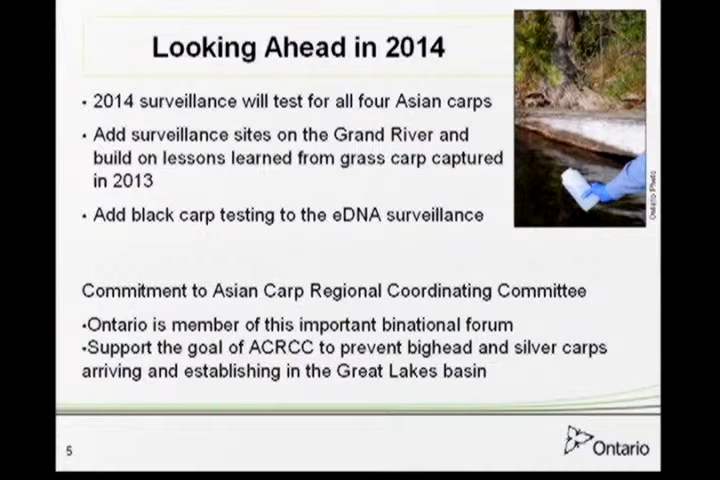 Looking Ahead in 2014
• 2014 surveillance will test for all four Asian carps
• Add surveillance sites on the Grand River and
build on lessons learned from grass carp captured
in 2013
• Add black carp testing to the eDNA surveillance
Ontario Photo
Commitment to Asian Carp Regional Coordinating Committee
•Ontario is member of this important binational forum
•Support the goal of ACRCC to prevent bighead and silver carps
arriving and establishing in the Great Lakes basin
5
Ontario